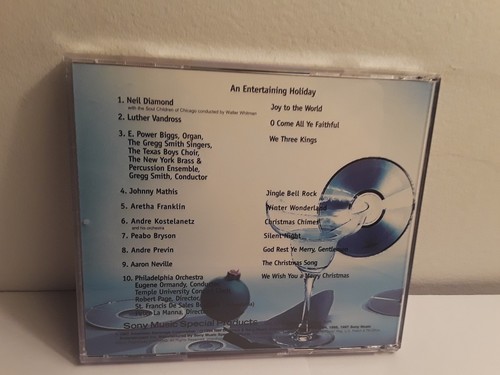 An Entertaining Holiday
1. Neil Diamond Joy to the World
with the Soul Children of Chicago conducted by Walter Whitman
2. Luther Vandross O Come All Ye Faithful
3. E. Power Biggs, Organ, We Three Kings
The Gregg Smith Singers,
The Texas Boys Choir,
The New York Brass &
Percussion Ensemble,
Gregg Smith, Conductor
4. Johnny Mathis Jingle Bell Rock
5. Aretha Franklin Winter Wonderland
6. Andre Kostelanetz Christmas Chimes
and his orchestra
7. Peabo Bryson Silent Night
8. Andre Previn God Rest Ye Merry, Gentlemen
9. Aaron Neville The Christmas Song
10. Philadelphia Orchestra We Wish You a Merry Christmas
Eugene Ormandy, Conductor
Temple University
Robert Page, Director,
St. Francis De Sales
La Manna,
Sony Music Special Products